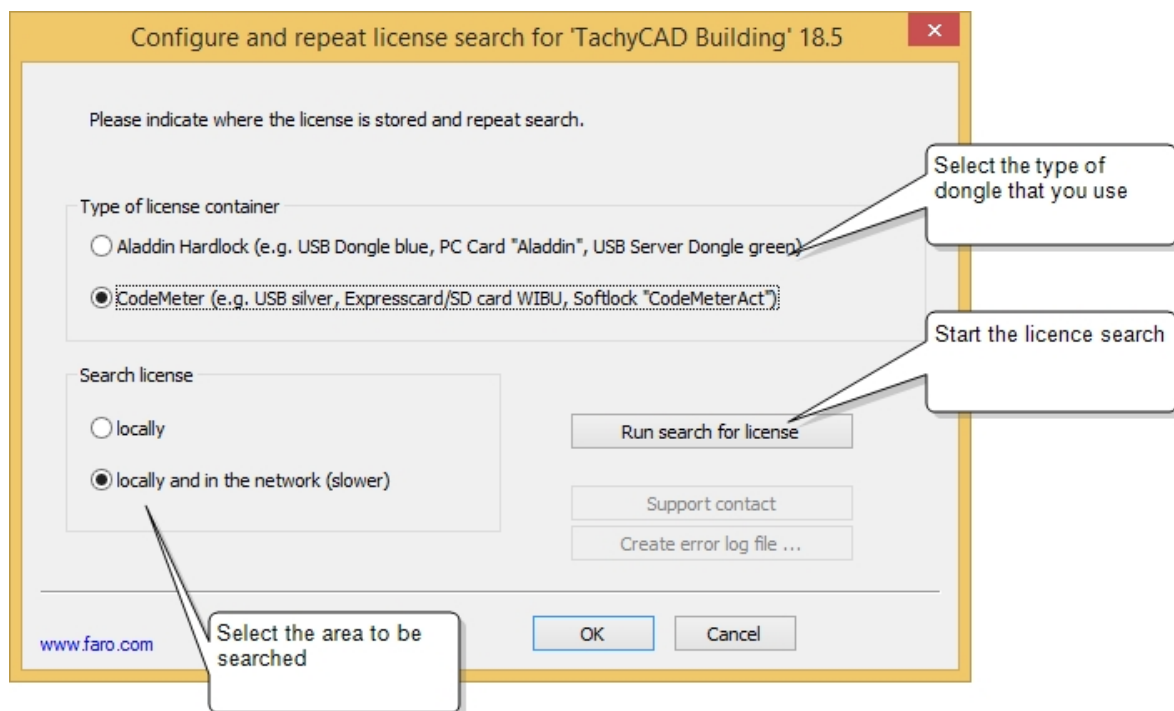 Configure and repeat license search for 'TachyCAD Building' 18.5
Please indicate where the license is stored and repeat search.
Select the type of
dongle that you use
Type of license container
Aladdin Hardlock (e.g. USB Dongle blue, PC Card "Aladdin", USB Server Dongle green)
CodeMeter (e.g. USB silver, Expresscard/SD card WIBU, Softlock "CodeMeterAct")
Start the licence search
Search license
locally
Run search for license
locally and in the network (slower)
Support contact
Create error log file ...
Select the area to be
searched
OK
Cancel
www.faro.com